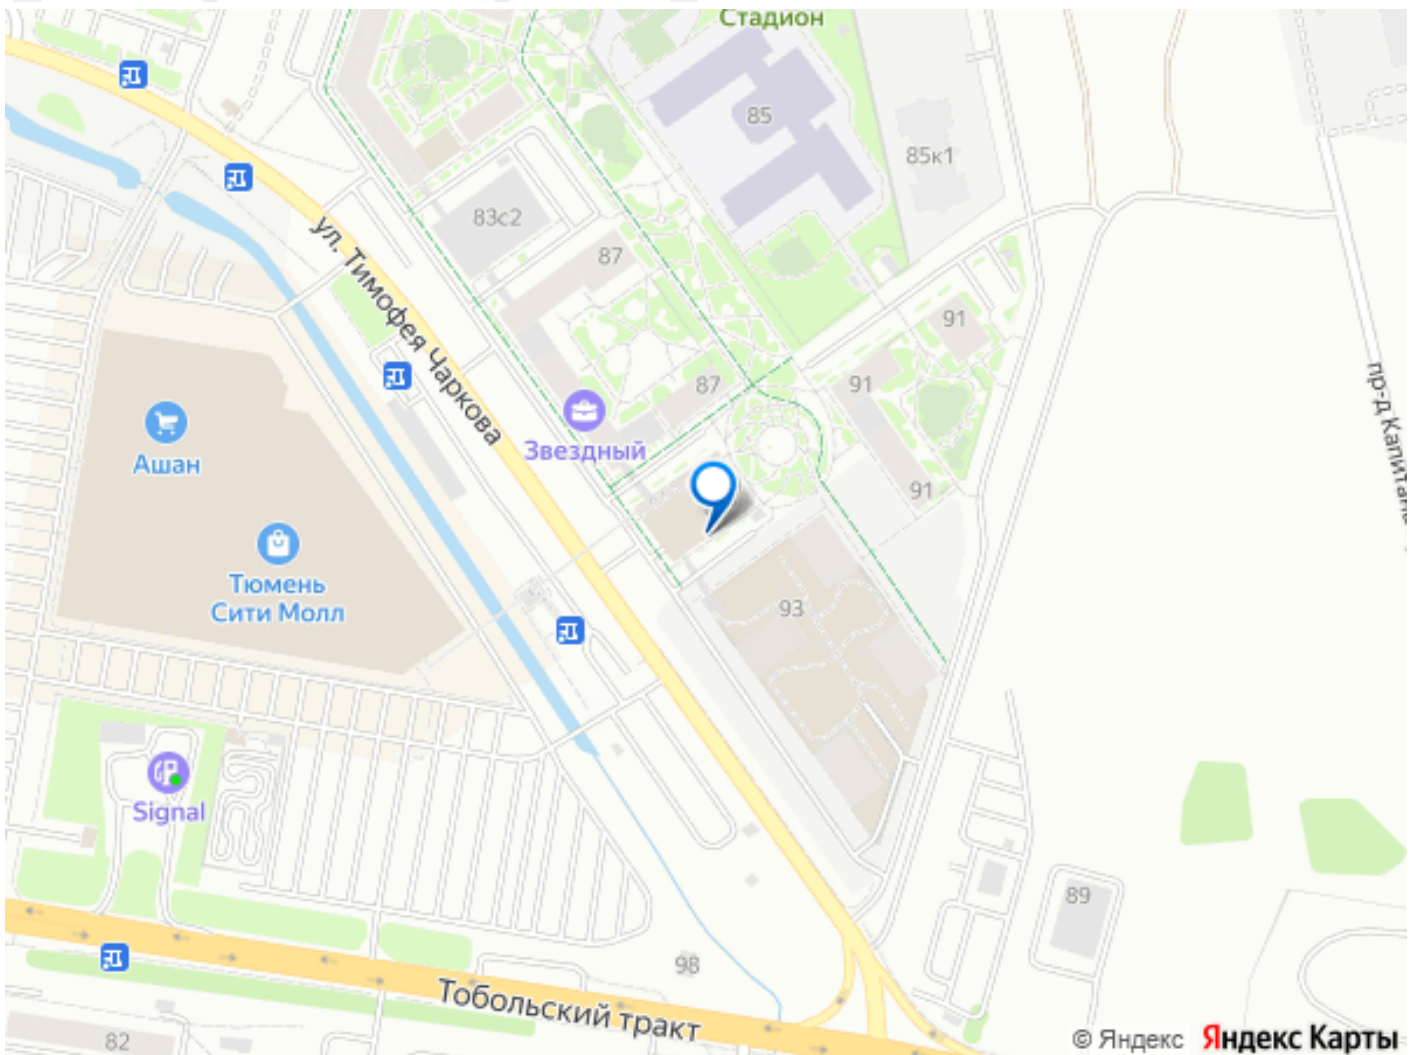 Стадион
85
85к1
83с2
87
ул. Тимофея Чаркова
91
87
91
Звездный
Ашан
91
Тюмень
Сити Молл
93
Signal
89
98
Тобольский тракт
82
© Яндекс Яндекс Карты
пр-д Капитана